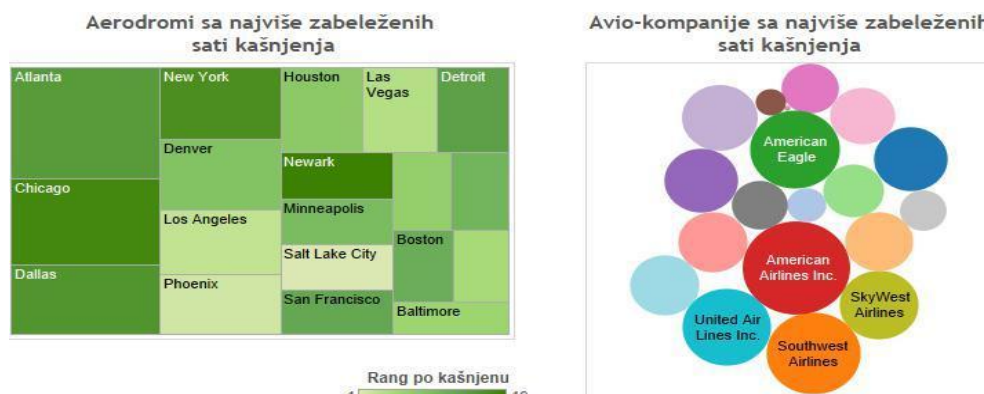 Aerodromi sa najviše zabeleženih
sati kašnjenja
Atlanta
New York
Houston
Las
Vegas
Detroit
Denver
Newark
Chicago
Minneapolis
Los Angeles
Boston
Salt Lake City
Dallas
Phoenix
San Francisco
Baltimore
Rang po kašnjenu
Avio-kompanije sa najviše zabeleženih
sati kašnjenja
American
Eagle
American
Airlines Inc.
SkyWest
Airlines
United Air
Lines Inc.
Southwest
Airlines